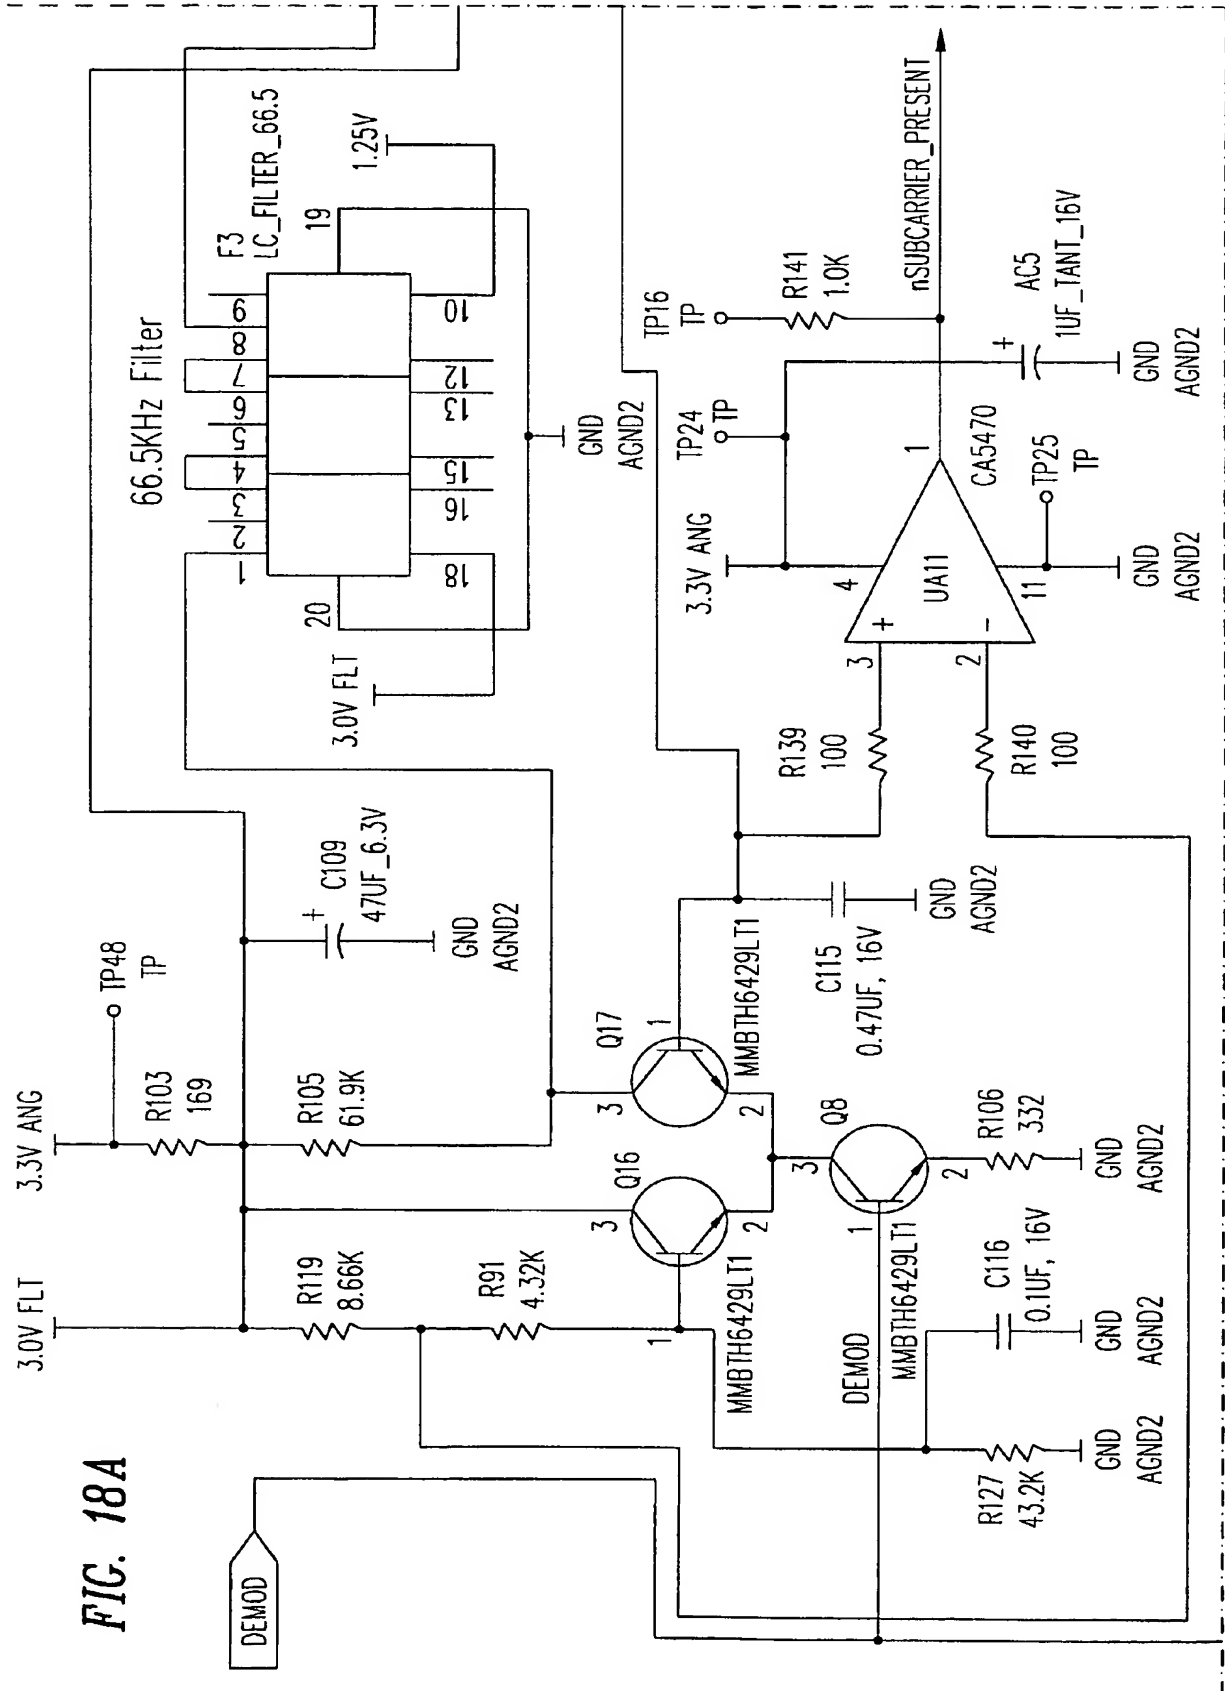 FIG. 18A
DEMOD
3.0V FLT
3.3V ANG
TP48
TP
R103
169
R119
8.66K
R105
61.9K
C109
+
47UF_6.3V
GND
AGND2
R91
4.32K
Q16
3
1
2
MMBTH6429LT1
Q17
3
1
2
MMBTH6429LT1
DEMOD
Q8
3
1
2
MMBTH6429LT1
R106
332
GND
AGND2
C116
0.1UF, 16V
GND
AGND2
R127
43.2K
GND
AGND2
C115
0.47UF, 16V
GND
AGND2
66.5KHz Filter
F3
LC_FILTER_66.5
1
2
3
4
5
6
7
8
9
20
19
18
16
15
13
12
10
3.0V FLT
1.25V
GND
AGND2
3.3V ANG
TP24
TP
TP16
TP
R141
1.0K
R139
100
R140
100
3
+
2
-
4
UA11
11
1
CA5470
TP25
TP
GND
AGND2
nSUBCARRIER_PRESENT
AC5
+
1UF_TANT_16V
GND
AGND2